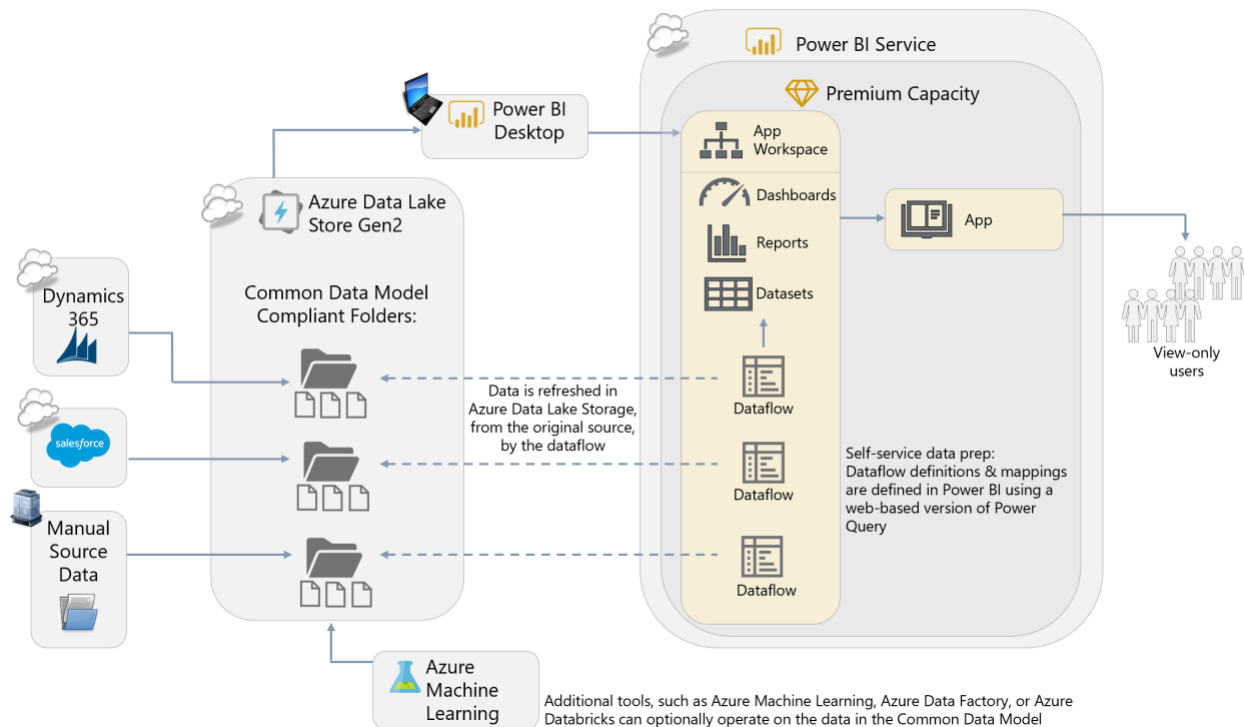 Power BI Service
Premium Capacity
Power BI
Desktop
App
Workspace
Dashboards
Reports
Datasets
App
View-only
users
Azure Data Lake
Store Gen2
Common Data Model
Compliant Folders:
Dynamics
365
salesforce
Manual
Source
Data
Data is refreshed in
Azure Data Lake Storage,
from the original source,
by the dataflow
Dataflow
Dataflow
Dataflow
Self-service data prep:
Dataflow definitions & mappings
are defined in Power BI using a
web-based version of Power
Query
Azure
Machine
Learning
Additional tools, such as Azure Machine Learning, Azure Data Factory, or Azure
Databricks can optionally operate on the data in the Common Data Model